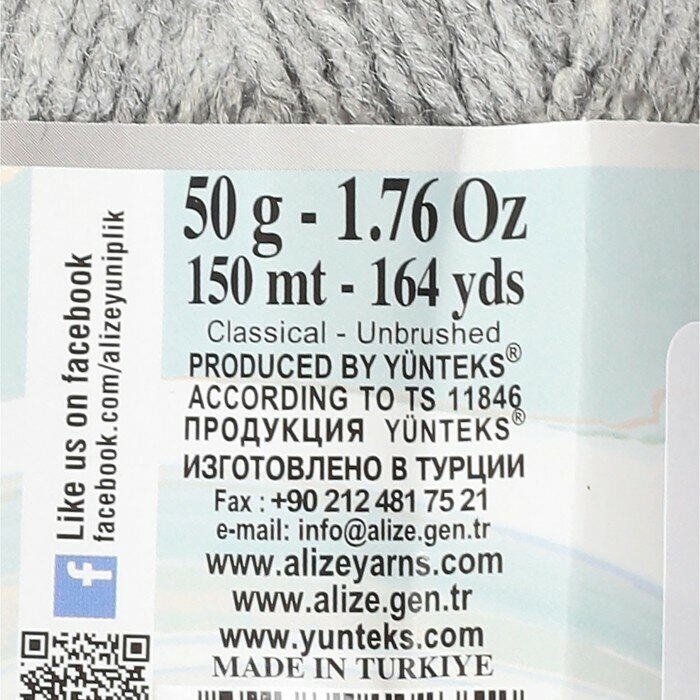 50 g - 1.76 Oz
150 mt - 164 yds
Classical - Unbrushed
PRODUCED BY YÜNTEKS®
ACCORDING TO TS 11846
ПРОДУКЦИЯ YÜNTEKS®
ИЗГОТОВЛЕНО В ТУРЦИИ
Fax : +90 212 481 75 21
e-mail: info@alize.gen.tr
www.alizeyarns.com
www.alize.gen.tr
www.yunteks.com
MADE IN TURKIYE
Like us on facebook
facebook.com/alizeyuniplik
f